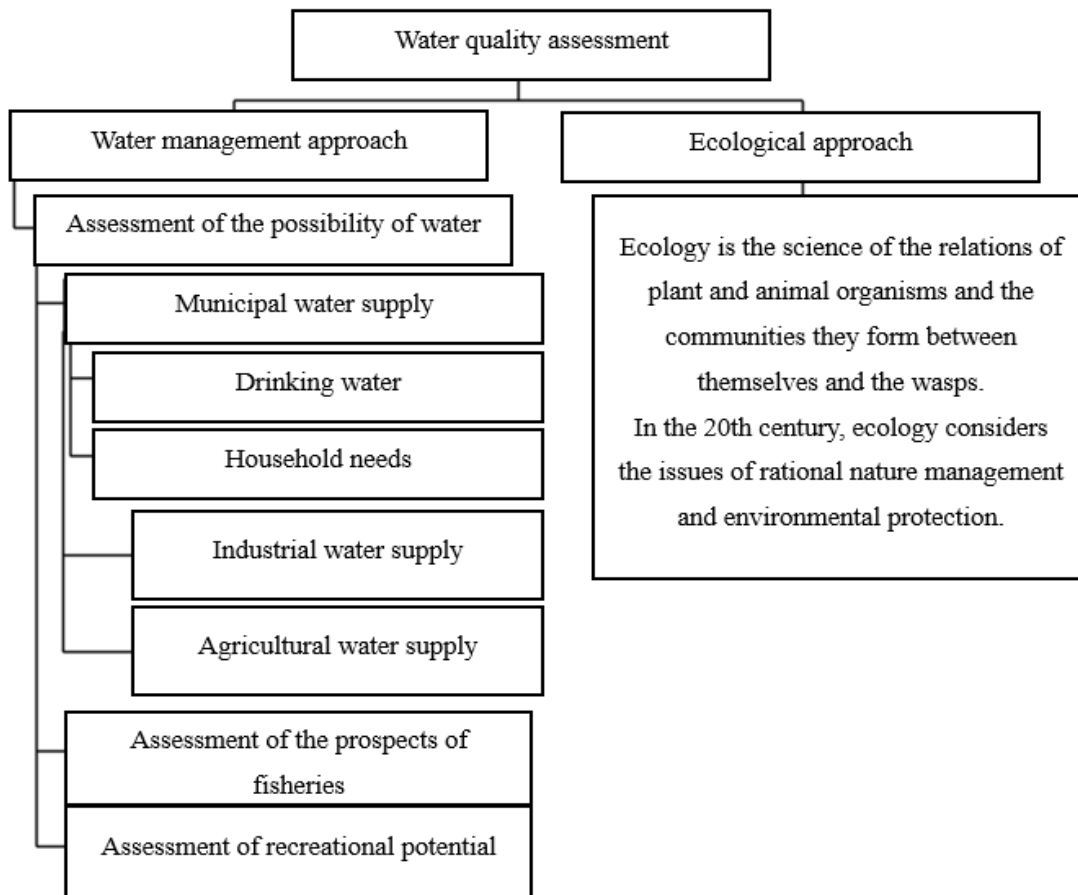 Water quality assessment
Water management approach
Ecological approach
Assessment of the possibility of water
Municipal water supply
Drinking water
Household needs
Industrial water supply
Agricultural water supply
Assessment of the prospects of
fisheries
Assessment of recreational potential
Ecology is the science of the relations of
plant and animal organisms and the
communities they form between
themselves and the wasps.
In the 20th century, ecology considers
the issues of rational nature management
and environmental protection.